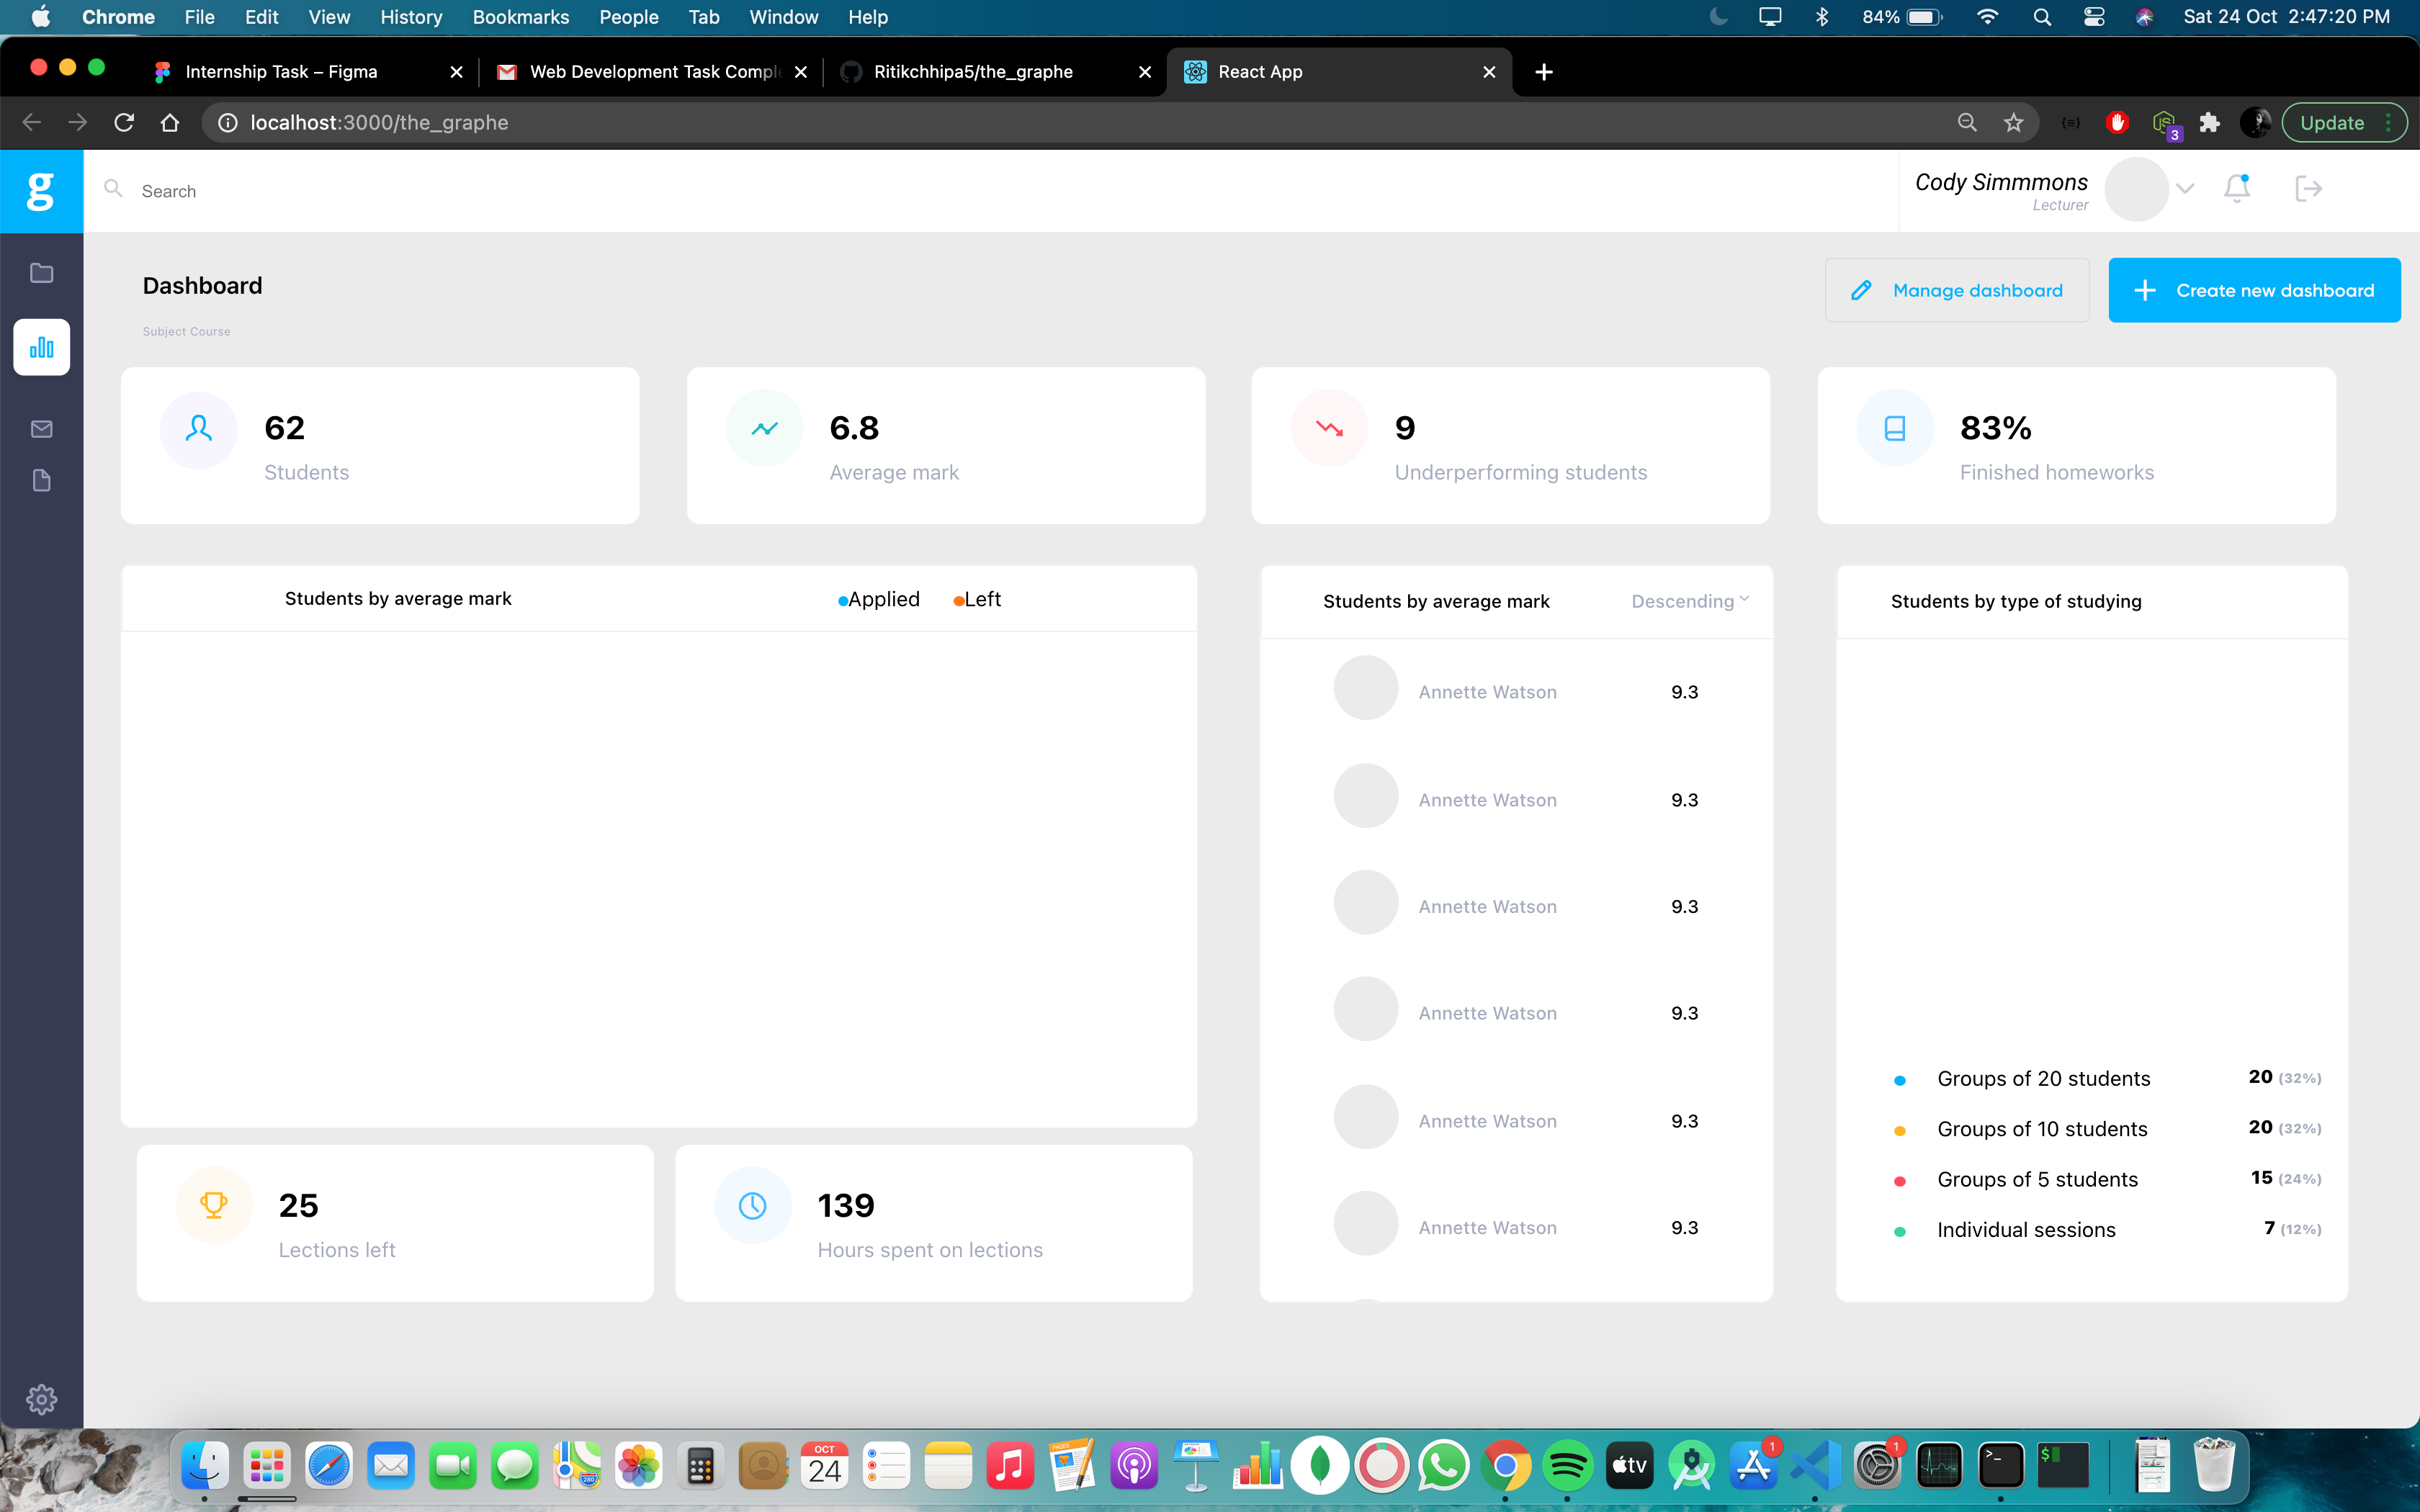 Chrome File Edit View History Bookmarks People Tab Window Help 84% Sat 24 Oct 2:47:20 PM
Internship Task – Figma Web Development Task Compl Ritikchhipa5/the_graphe React App
localhost:3000/the_graphe 3 Update
g Search Cody Simmmons
Lecturer
Dashboard Manage dashboard Create new dashboard
Subject Course
62 6.8 9 83%
Students Average mark Underperforming students Finished homeworks
Students by average mark Applied Left Students by average mark Descending Students by type of studying
Annette Watson 9.3
Annette Watson 9.3
Annette Watson 9.3
Annette Watson 9.3
Annette Watson 9.3
Annette Watson 9.3
Groups of 20 students 20 (32%)
Groups of 10 students 20 (32%)
Groups of 5 students 15 (24%)
Individual sessions 7 (12%)
25 139
Lections left Hours spent on lections
OCT
24
tv
1
1
>_
$